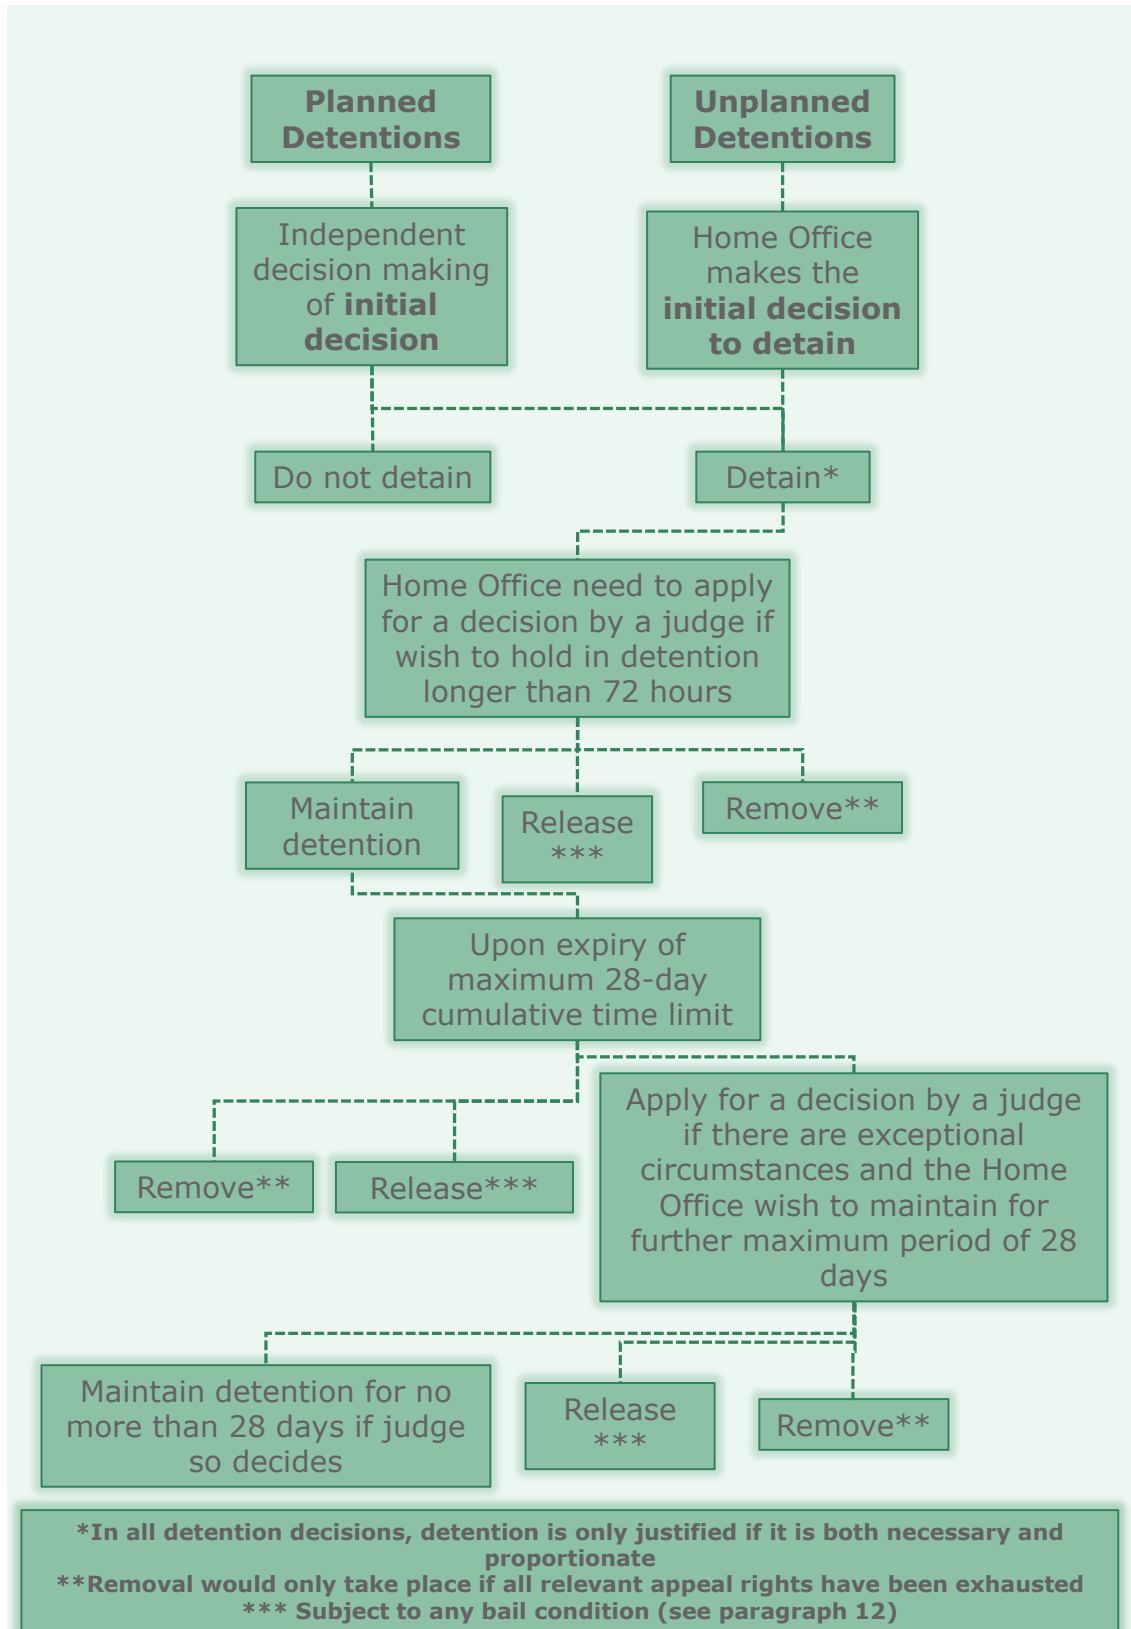 Planned
Detentions
Unplanned
Detentions
Independent
decision making
of initial
decision
Home Office
makes the
initial decision
to detain
Do not detain
Detain*
Home Office need to apply
for a decision by a judge if
wish to hold in detention
longer than 72 hours
Maintain
detention
Release
***
Remove**
Upon expiry of
maximum 28-day
cumulative time limit
Remove**
Release***
Apply for a decision by a judge
if there are exceptional
circumstances and the Home
Office wish to maintain for
further maximum period of 28
days
Maintain detention for no
more than 28 days if judge
so decides
Release
***
Remove**
*In all detention decisions, detention is only justified if it is both necessary and
proportionate
**Removal would only take place if all relevant appeal rights have been exhausted
*** Subject to any bail condition (see paragraph 12)